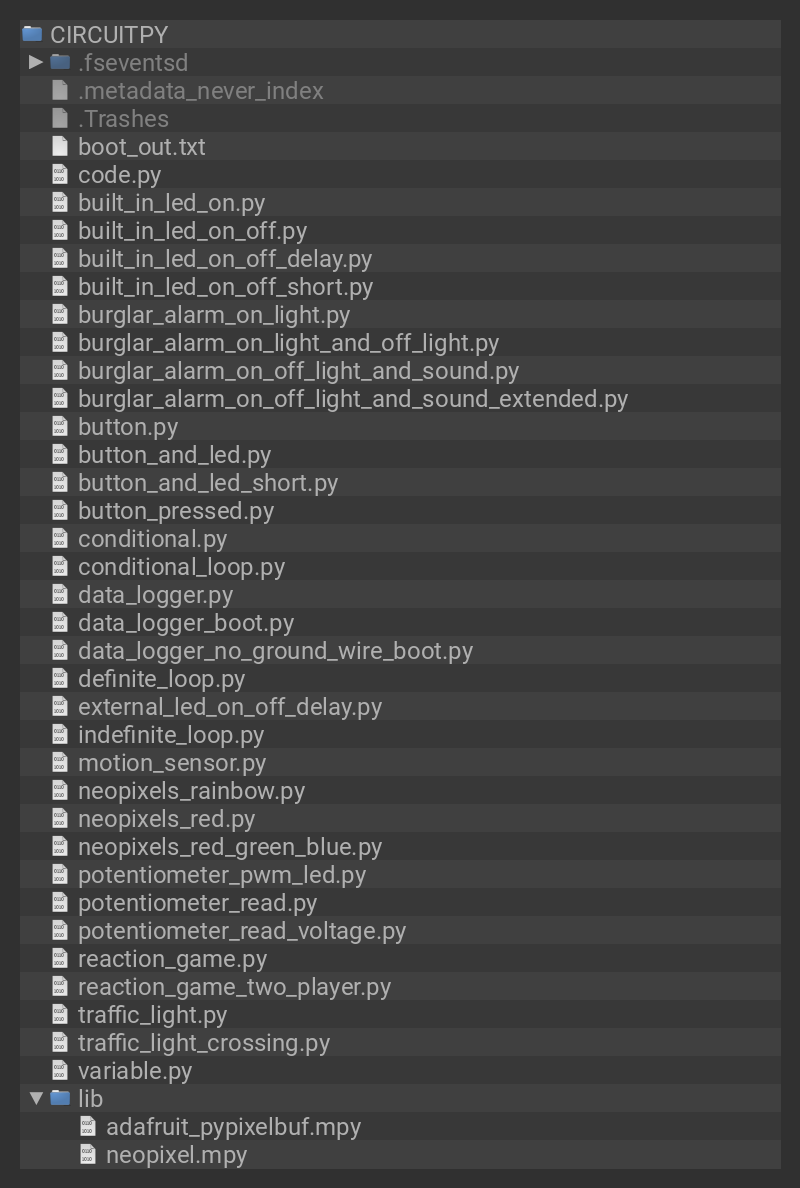 CIRCUITPY
.fseventsd
.metadata_never_index
.Trashes
boot_out.txt
code.py
built_in_led_on.py
built_in_led_on_off.py
built_in_led_on_off_delay.py
built_in_led_on_off_short.py
burglar_alarm_on_light.py
burglar_alarm_on_light_and_off_light.py
burglar_alarm_on_off_light_and_sound.py
burglar_alarm_on_off_light_and_sound_extended.py
button.py
button_and_led.py
button_and_led_short.py
button_pressed.py
conditional.py
conditional_loop.py
data_logger.py
data_logger_boot.py
data_logger_no_ground_wire_boot.py
definite_loop.py
external_led_on_off_delay.py
indefinite_loop.py
motion_sensor.py
neopixels_rainbow.py
neopixels_red.py
neopixels_red_green_blue.py
potentiometer_pwm_led.py
potentiometer_read.py
potentiometer_read_voltage.py
reaction_game.py
reaction_game_two_player.py
traffic_light.py
traffic_light_crossing.py
variable.py
lib
adafruit_pypixelbuf.mpy
neopixel.mpy